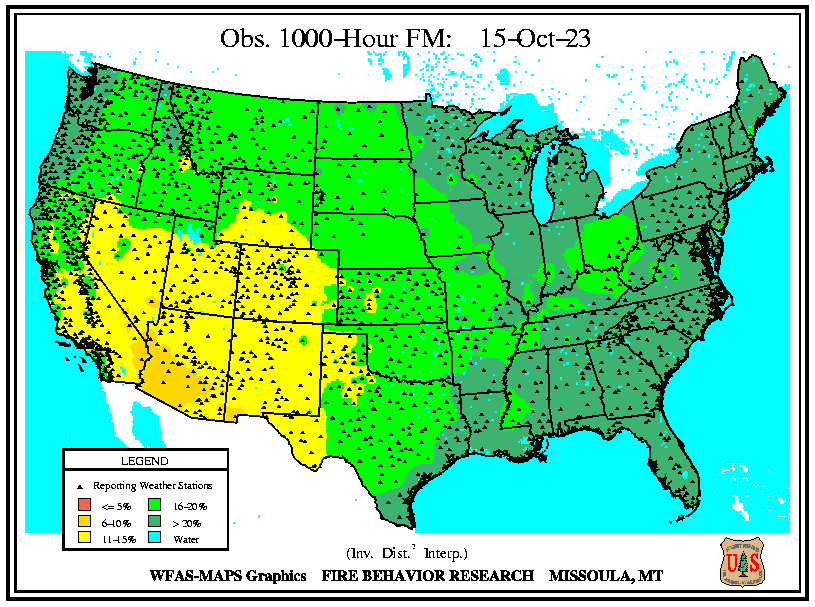 Obs. 1000-Hour FM: 15-Oct-23
LEGEND
Reporting Weather Stations
<= 5% 16-20%
6-10% > 20%
11-15% Water
(Inv. Dist.² Interp.)
WFAS-MAPS Graphics FIRE BEHAVIOR RESEARCH MISSOULA, MT
U S